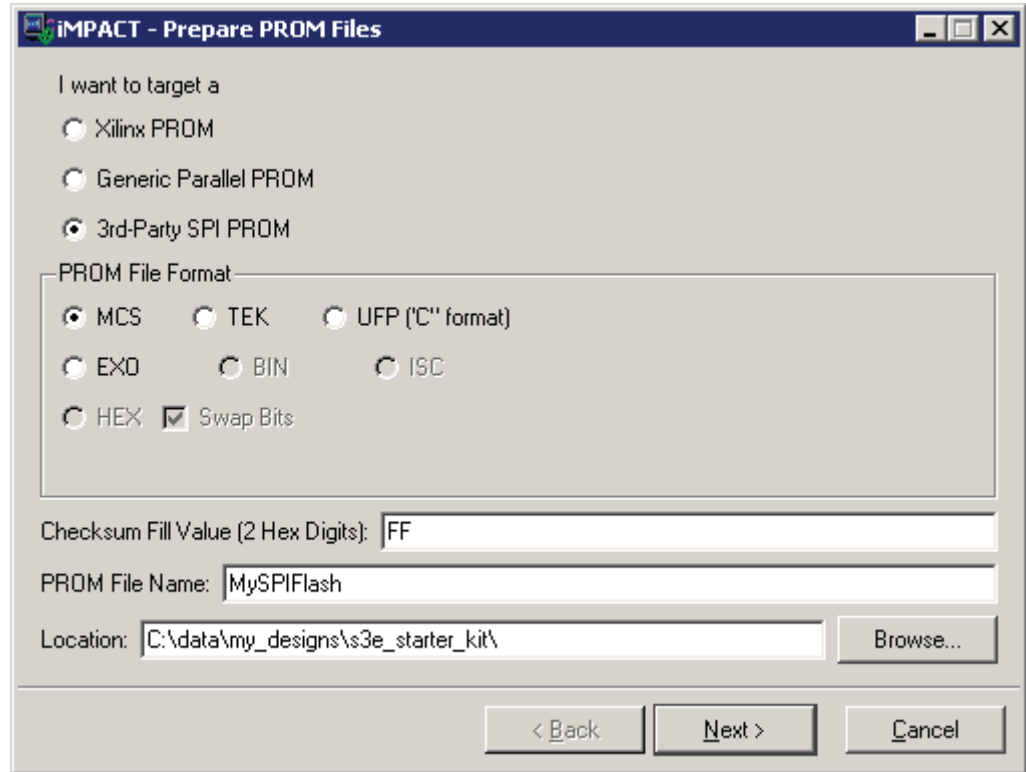 iMPACT - Prepare PROM Files
I want to target a
Xilinx PROM
Generic Parallel PROM
3rd-Party SPI PROM
PROM File Format
MCS TEK UFP ('C" format)
EXO BIN ISC
HEX Swap Bits
Checksum Fill Value (2 Hex Digits): FF
PROM File Name: MySPIFlash
Location: C:\data\my_designs\s3e_starter_kit\ Browse...
< Back Next > Cancel